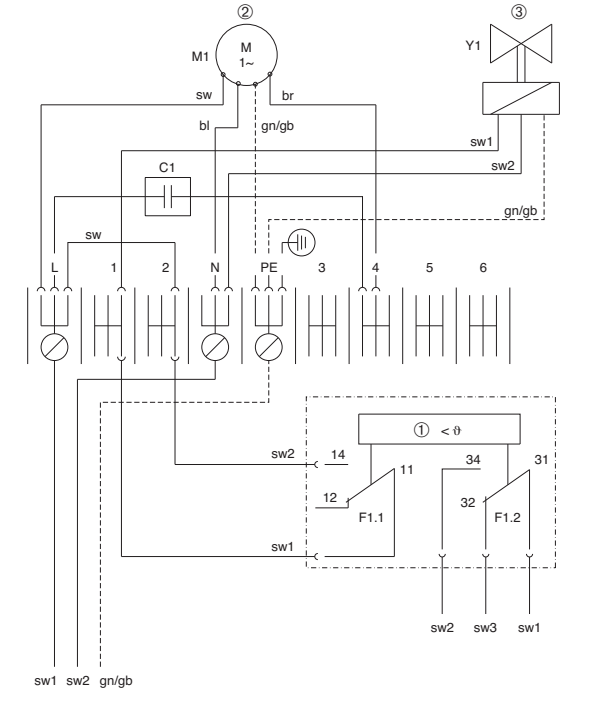 ② ③
M1 M Y1
1~
sw br
bl gn/gb
sw1
C1 sw2
gn/gb
sw
L 1 2 N PE 3 4 5 6
① < ϑ
sw2 14 34 31
11
12 32
F1.1 F1.2
sw1
sw2 sw3 sw1
sw1 sw2 gn/gb